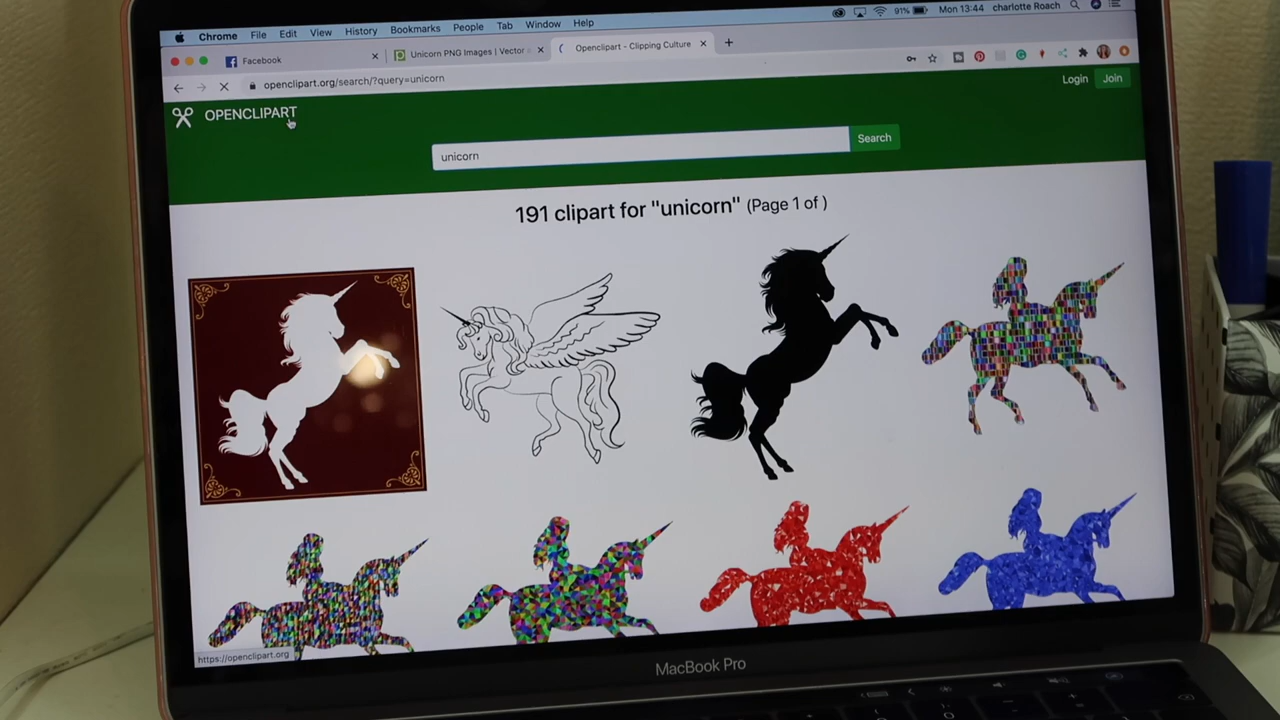 Chrome File Edit View History Bookmarks People Tab Window Help
91% Mon 13:44 charlotte Roach
Facebook
Unicorn PNG Images | Vector
Openclipart - Clipping Culture
openclipart.org/search/?query=unicorn
OPENCLIPART
Login
Join
unicorn
Search
191 clipart for "unicorn" (Page 1 of )
https://openclipart.org
MacBook Pro